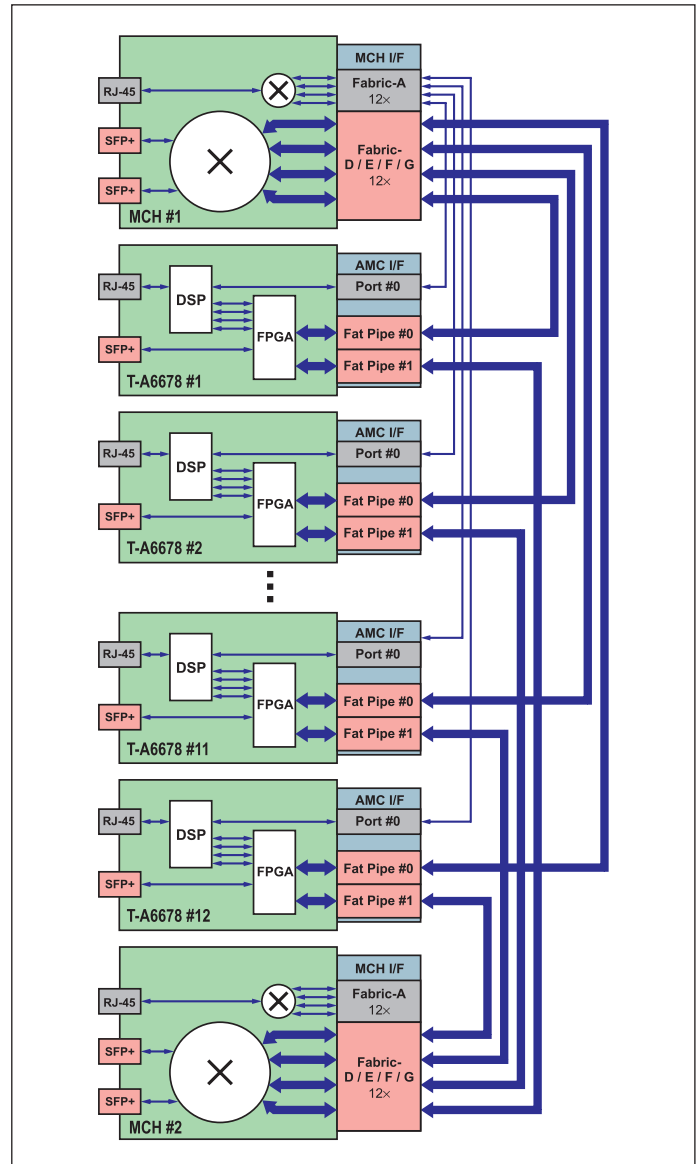 MCH I/F
RJ-45
Fabric-A
12×
SFP+
Fabric-
D / E / F / G
12×
SFP+
MCH #1
AMC I/F
RJ-45
Port #0
DSP
FPGA
Fat Pipe #0
SFP+
Fat Pipe #1
T-A6678 #1
AMC I/F
RJ-45
Port #0
DSP
FPGA
Fat Pipe #0
SFP+
Fat Pipe #1
T-A6678 #2
AMC I/F
RJ-45
Port #0
DSP
FPGA
Fat Pipe #0
SFP+
Fat Pipe #1
T-A6678 #11
AMC I/F
RJ-45
Port #0
DSP
FPGA
Fat Pipe #0
SFP+
Fat Pipe #1
T-A6678 #12
MCH I/F
RJ-45
Fabric-A
12×
SFP+
Fabric-
D / E / F / G
12×
SFP+
MCH #2